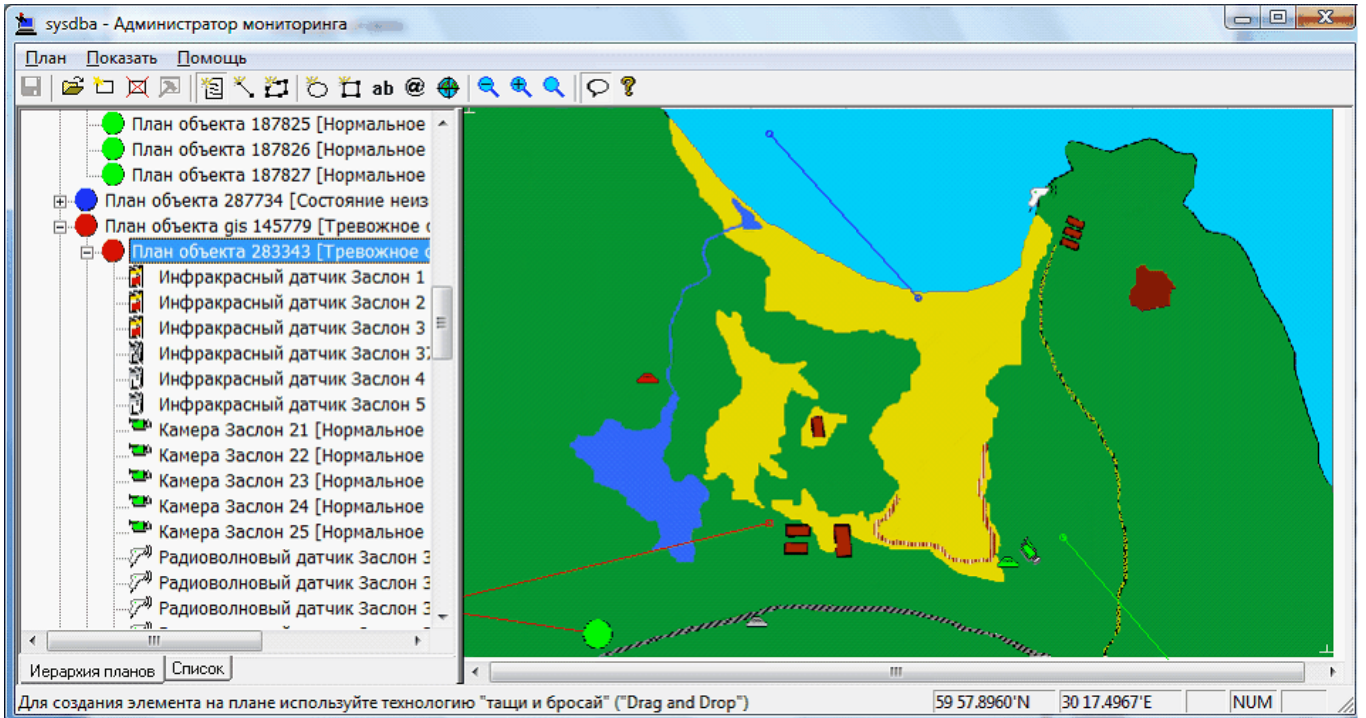 sysdba - Администратор мониторинга
План Показать Помощь
ab @ ?
План объекта 187825 [Нормальное
План объекта 187826 [Нормальное
План объекта 187827 [Нормальное
План объекта 287734 [Состояние неиз
План объекта gis 145779 [Тревожное с
План объекта 283343 [Тревожное с
Инфракрасный датчик Заслон 1
Инфракрасный датчик Заслон 2
Инфракрасный датчик Заслон 3
Инфракрасный датчик Заслон 37
Инфракрасный датчик Заслон 4
Инфракрасный датчик Заслон 5
Камера Заслон 21 [Нормальное
Камера Заслон 22 [Нормальное
Камера Заслон 23 [Нормальное
Камера Заслон 24 [Нормальное
Камера Заслон 25 [Нормальное
Радиоволновый датчик Заслон 3
Радиоволновый датчик Заслон 3
Радиоволновый датчик Заслон 3
Иерархия планов Список
Для создания элемента на плане используйте технологию "тащи и бросай" ("Drag and Drop") 59 57.8960'N 30 17.4967'E NUM